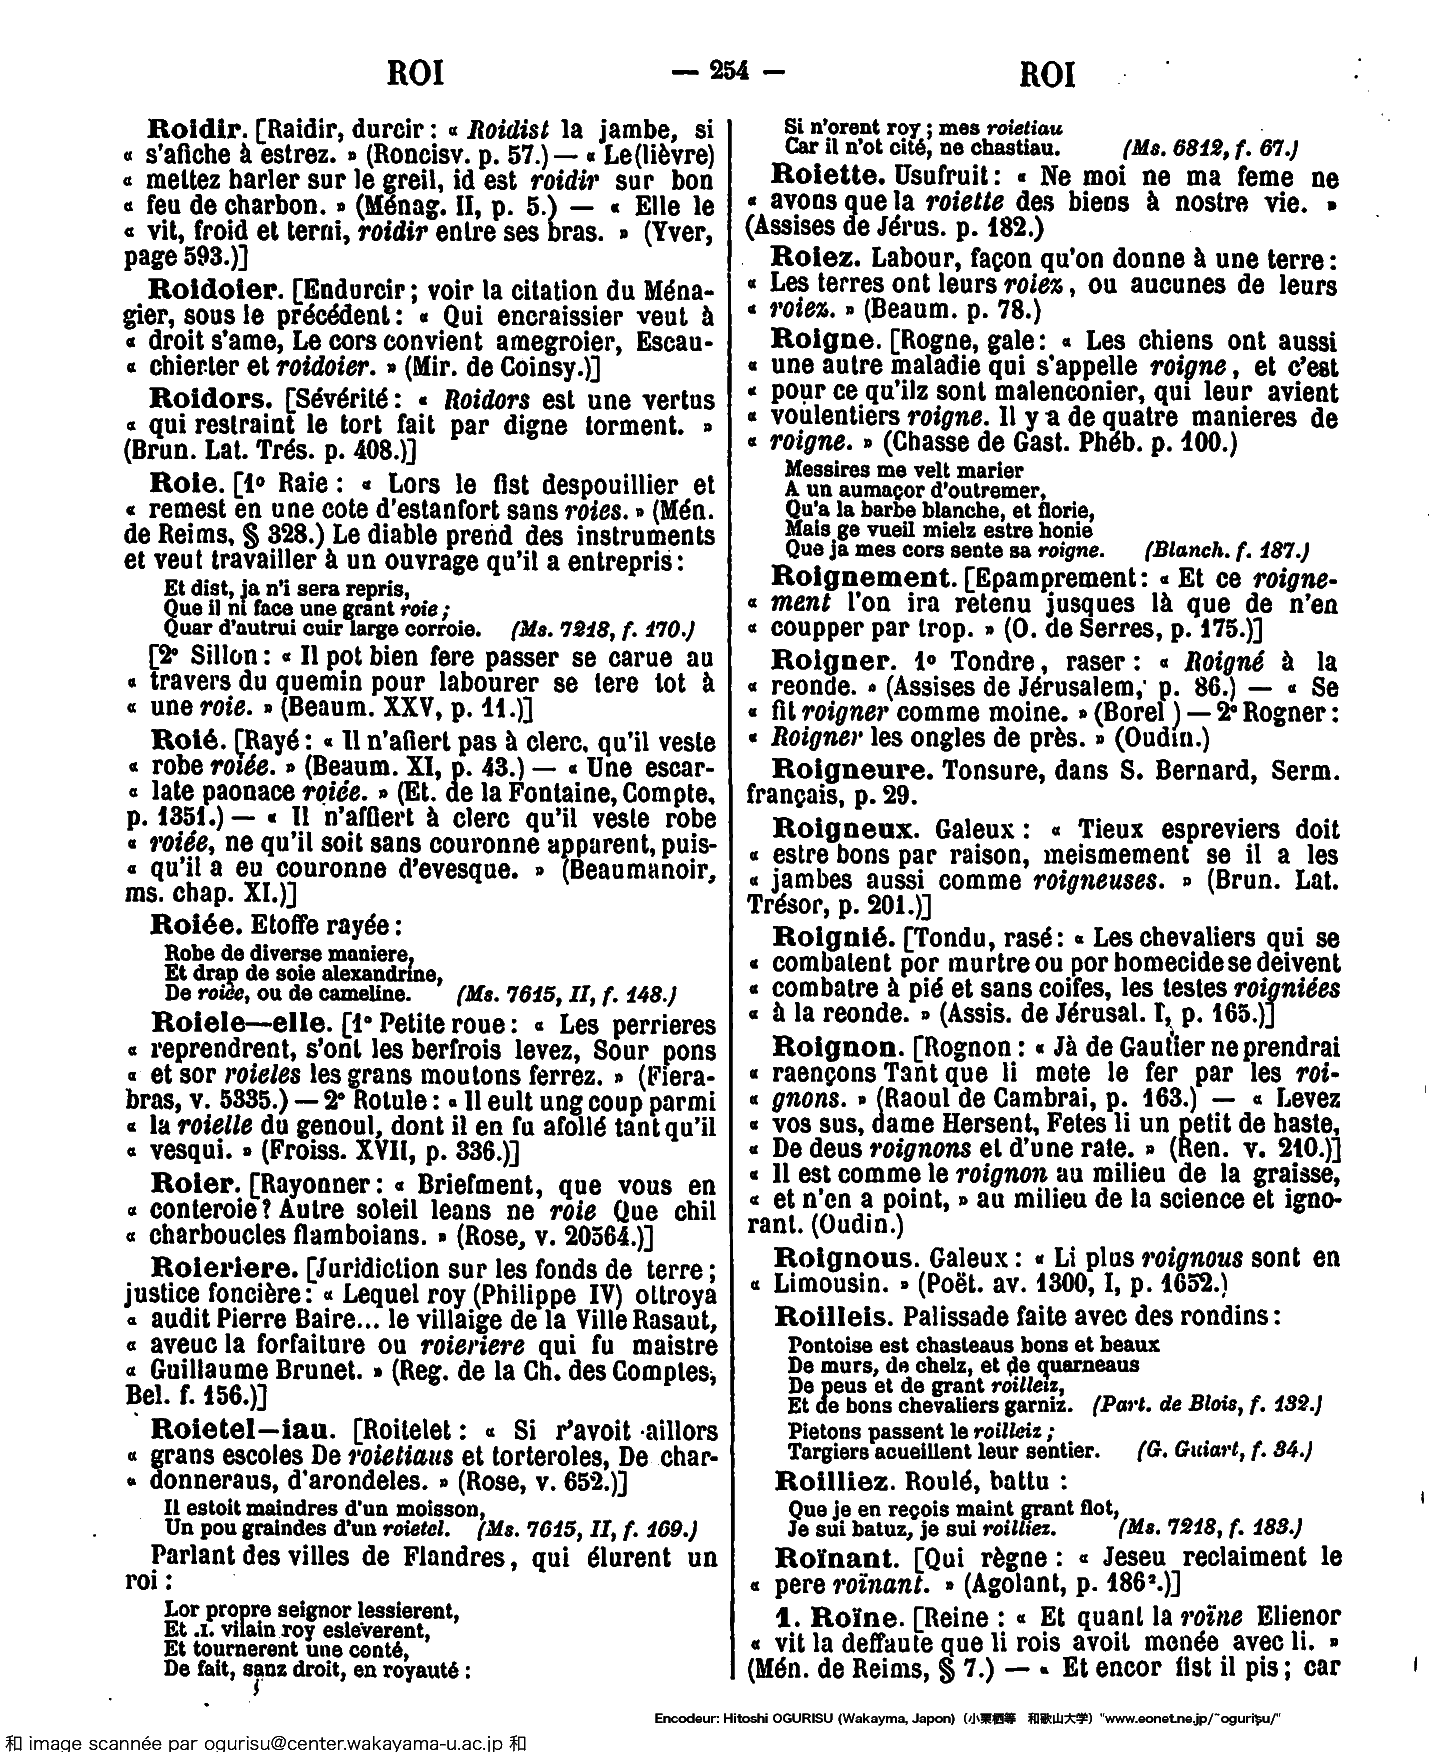 ROI
— 254 —
ROI
Roidir. [Raidir, durcir : « Roidist la jambe, si
« s'afiche à estrez. » (Roncisv. p. 57.) — « Le (lièvre)
« mettez harler sur le greil, id est roidir sur bon
« feu de charbon. » (Ménag. II, p. 5.) — « Elle le
« vit, froid et terni, roidir entre ses bras. » (Yver,
page 593.)]
Roidoier. [Endurcir ; voir la citation du Ména-
gier, sous le précédent : « Qui encraissier veut à
« droit s'ame, Le cors convient amegroier, Escau-
« chierter et roidoier. » (Mir. de Coinsy.)]
Roidors. [Sévérité : « Roidors est une vertus
« qui restraint le tort fait par digne torment. »
(Brun. Lat. Trés. p. 408.)]
Roie. [1º Raie : « Lors le fist despouillier et
« remest en une cote d'estanfort sans roies. » (Mén.
de Reims, § 328.) Le diable prend des instruments
et veut travailler à un ouvrage qu'il a entrepris :
Et dist, ja n'i sera repris,
Que il ni face une grant roie ;
Quar d'autrui cuir large corroie. (Ms. 7218, f. 170.)
[2º Sillon : « Il pot bien fere passer se carue au
« travers du quemin pour labourer se tere tot à
« une roie. » (Beaum. XXV, p. 11.)]
Roié. [Rayé : « Il n'afiert pas à clerc, qu'il veste
« robe roiée. » (Beaum. XI, p. 43.) — « Une escar-
« late paonace roiée. » (Et. de la Fontaine, Compte,
p. 1351.) — « Il n'affiert à clerc qu'il veste robe
« roiée, ne qu'il soit sans couronne apparent, puis-
« qu'il a eu couronne d'evesque. » (Beaumanoir,
ms. chap. XI.)]
Roiée. Etoffe rayée :
Robe de diverse maniere,
Et drap de soie alexandrine,
De roiée, ou de cameline. (Ms. 7615, II, f. 148.)
Roiele—elle. [1º Petite roue : « Les perrieres
« reprendrent, s'ont les berfrois levez, Sour pons
« et sor roieles les grans moutons ferrez. » (Fiera-
bras, v. 5335.) — 2º Rotule : « Il eult ung coup parmi
« la roielle du genoul, dont il en fu afollé tant qu'il
« vesqui. » (Froiss. XVII, p. 336.)]
Roier. [Rayonner : « Briefment, que vous en
« conteroie ? Autre soleil leans ne roie Que chil
« charboucles flamboians. » (Rose, v. 20564.)]
Roieriere. [Juridiction sur les fonds de terre ;
justice foncière : « Lequel roy (Philippe IV) ottroya
« audit Pierre Baire... le villaige de la Ville Rasaut,
« aveuc la forfaiture ou roieriere qui fu maistre
« Guillaume Brunet. » (Reg. de la Ch. des Comptes,
Bel. f. 156.)]
Roietel—iau. [Roitelet : « Si r'avoit aillors
« grans escoles De roietiaus et torteroles, De char-
« donneraus, d'arondeles. » (Rose, v. 652.)]
Il estoit maindres d'un moisson,
Un pou graindes d'un roietel. (Ms. 7615, II, f. 169.)
Parlant des villes de Flandres, qui élurent un
roi :
Lor propre seignor lessierent,
Et .I. vilain roy esleverent,
Et tournerent une conté,
De fait, sanz droit, en royauté :
Si n'orent roy ; mes roietiau
Car il n'ot cité, ne chastiau. (Ms. 6812, f. 67.)
Roiette. Usufruit : « Ne moi ne ma feme ne
« avons que la roiette des biens à nostre vie. »
(Assises de Jérus. p. 182.)
Roiez. Labour, façon qu'on donne à une terre :
« Les terres ont leurs roiez, ou aucunes de leurs
« roiez. » (Beaum. p. 78.)
Roigne. [Rogne, gale : « Les chiens ont aussi
« une autre maladie qui s'appelle roigne, et c'est
« pour ce qu'ilz sont malenconier, qui leur avient
« voulentiers roigne. Il y a de quatre manieres de
« roigne. » (Chasse de Gast. Phéb. p. 100.)
Messires me velt marier
A un aumaçor d'outremer,
Qu'a la barbe blanche, et florie,
Mais ge vueil mielz estre honie
Que ja mes cors sente sa roigne. (Blanch. f. 187.)
Roignement. [Epamprement : « Et ce roigne-
« ment l'on ira retenu jusques là que de n'en
« coupper par trop. » (O. de Serres, p. 175.)]
Roigner. 1º Tondre, raser : « Roigné à la
« reonde. » (Assises de Jérusalem, p. 86.) — « Se
« fit roigner comme moine. » (Borel ) — 2º Rogner :
« Roigner les ongles de près. » (Oudin.)
Roigneure. Tonsure, dans S. Bernard, Serm.
français, p. 29.
Roigneux. Galeux : « Tieux espreviers doit
« estre bons par raison, meismement se il a les
« jambes aussi comme roigneuses. » (Brun. Lat.
Trésor, p. 201.)]
Roignié. [Tondu, rasé : « Les chevaliers qui se
« combatent por murtre ou por homecide se deivent
« combatre à pié et sans coifes, les testes roigniées
« à la reonde. » (Assis. de Jérusal. I, p. 165.)]
Roignon. [Rognon : « Jà de Gautier ne prendrai
« raençons Tant que li mete le fer par les roi-
« gnons. » (Raoul de Cambrai, p. 163.) — « Levez
« vos sus, dame Hersent, Fetes li un petit de haste,
« De deus roignons et d'une rate. » (Ren. v. 210.)]
« Il est comme le roignon au milieu de la graisse,
« et n'en a point, » au milieu de la science et igno-
rant. (Oudin.)
Roignous. Galeux : « Li plus roignous sont en
« Limousin. » (Poët. av. 1300, I, p. 1652.)
Roilleis. Palissade faite avec des rondins :
Pontoise est chasteaus bons et beaux
De murs, de chelz, et de quarneaus
De peus et de grant roilleiz,
Et de bons chevaliers garniz. (Part. de Blois, f. 132.)
Pietons passent le roilleiz ;
Targiers acueillent leur sentier. (G. Guiart, f. 34.)
Roilliez. Roulé, battu :
Que je en reçois maint grant flot,
Je sui batuz, je sui roilliez. (Ms. 7218, f. 183.)
Roïnant. [Qui règne : « Jeseu reclaiment le
« pere roïnant. » (Agolant, p. 186².)]
1. Roïne. [Reine : « Et quant la roïne Elienor
« vit la deffaute que li rois avoit menée avec li. »
(Mén. de Reims, § 7.) — « Et encor fist il pis ; car
Encodeur: Hitoshi OGURISU (Wakayma, Japon) (小栗栖等 和歌山大学) "www.eonet.ne.jp/~ogurisu/"
和 image scannée par ogurisu@center.wakayama-u.ac.jp 和